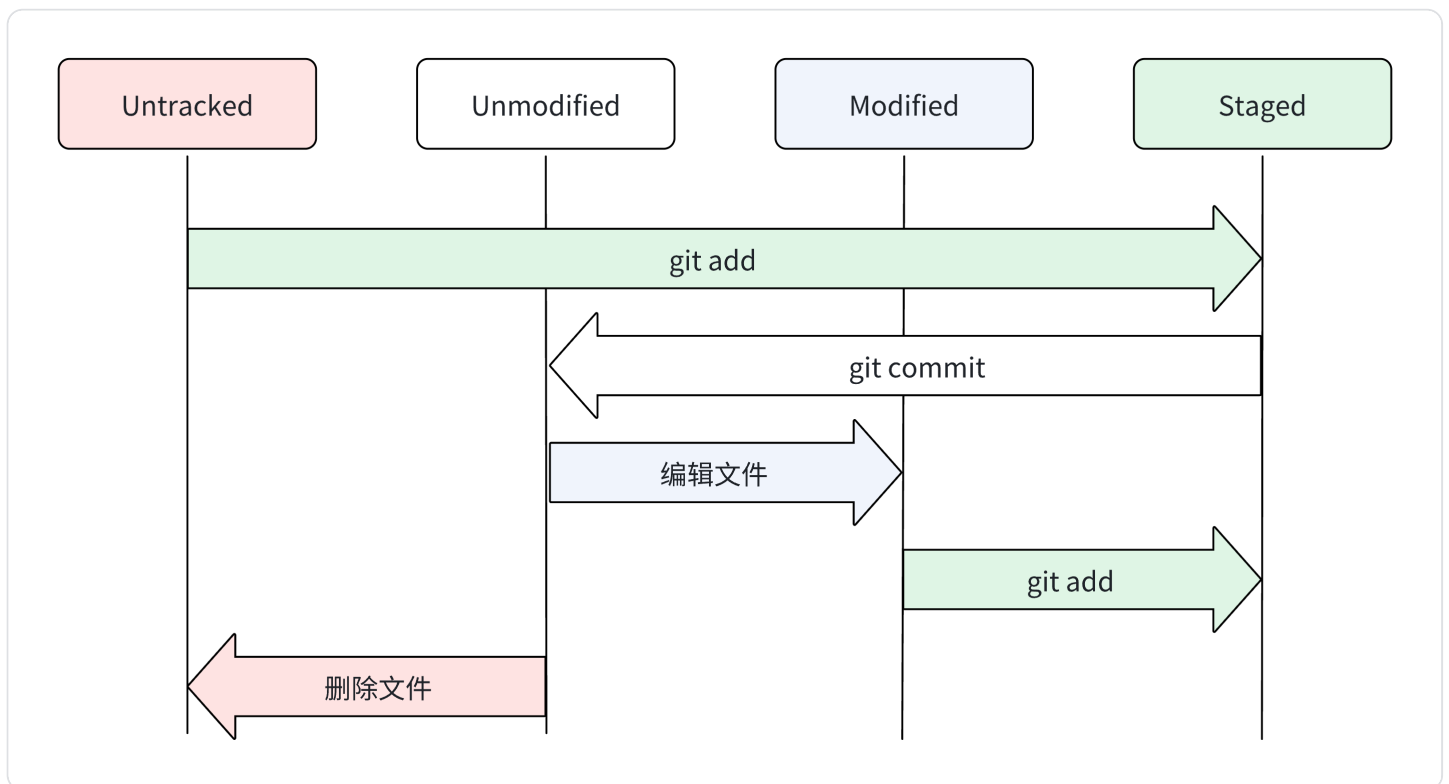 Untracked
Unmodified
Modified
Staged
git add
git commit
编辑文件
git add
删除文件